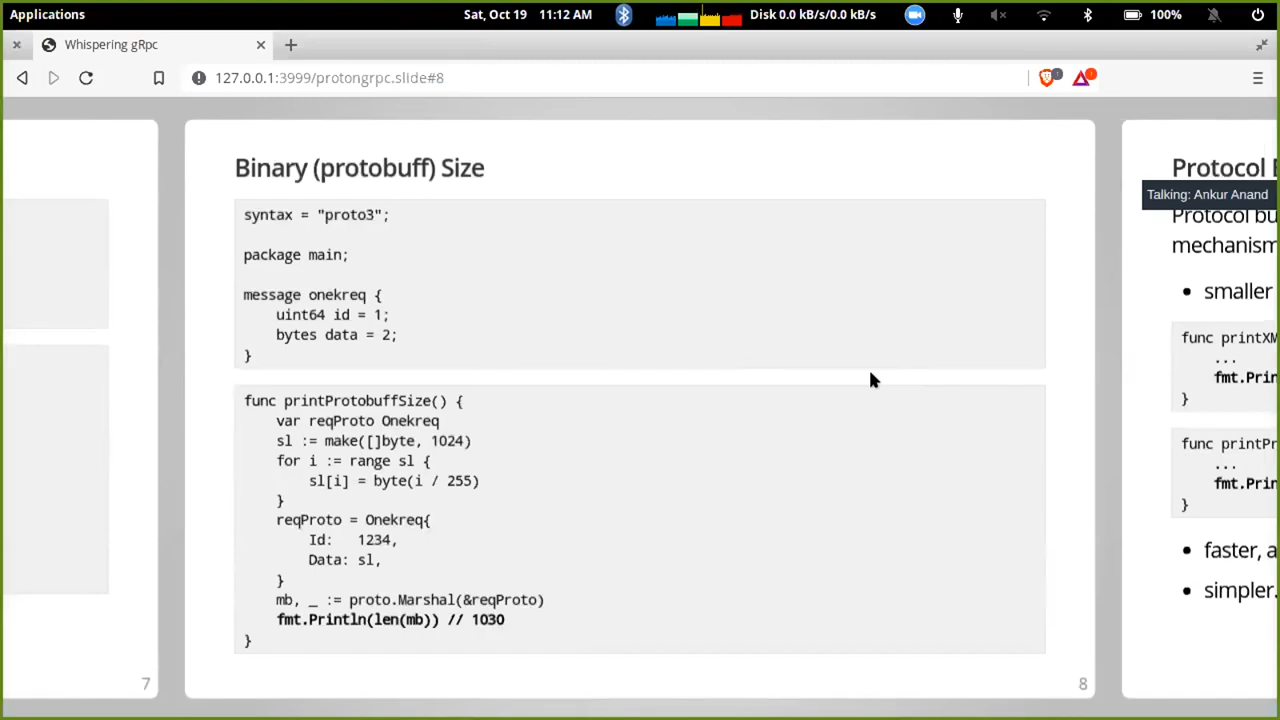 Applications
Sat, Oct 19 11:12 AM
Disk 0.0 kB/s/0.0 kB/s
100%
Whispering gRpc
127.0.0.1:3999/protongrpc.slide#8
Binary (protobuff) Size
syntax = "proto3";
package main;
message onekreq {
    uint64 id = 1;
    bytes data = 2;
}
func printProtobuffSize() {
    var reqProto Onekreq
    sl := make([]byte, 1024)
    for i := range sl {
        sl[i] = byte(i / 255)
    }
    reqProto = Onekreq{
        Id:   1234,
        Data: sl,
    }
    mb, _ := proto.Marshal(&reqProto)
    fmt.Println(len(mb)) // 1030
}
7
8
Protocol
Talking: Ankur Anand
Protocol bu
mechanism
• smaller
func printXM
    ...
    fmt.Prin
}
func printPr
    ...
    fmt.Prin
}
• faster, a
• simpler.